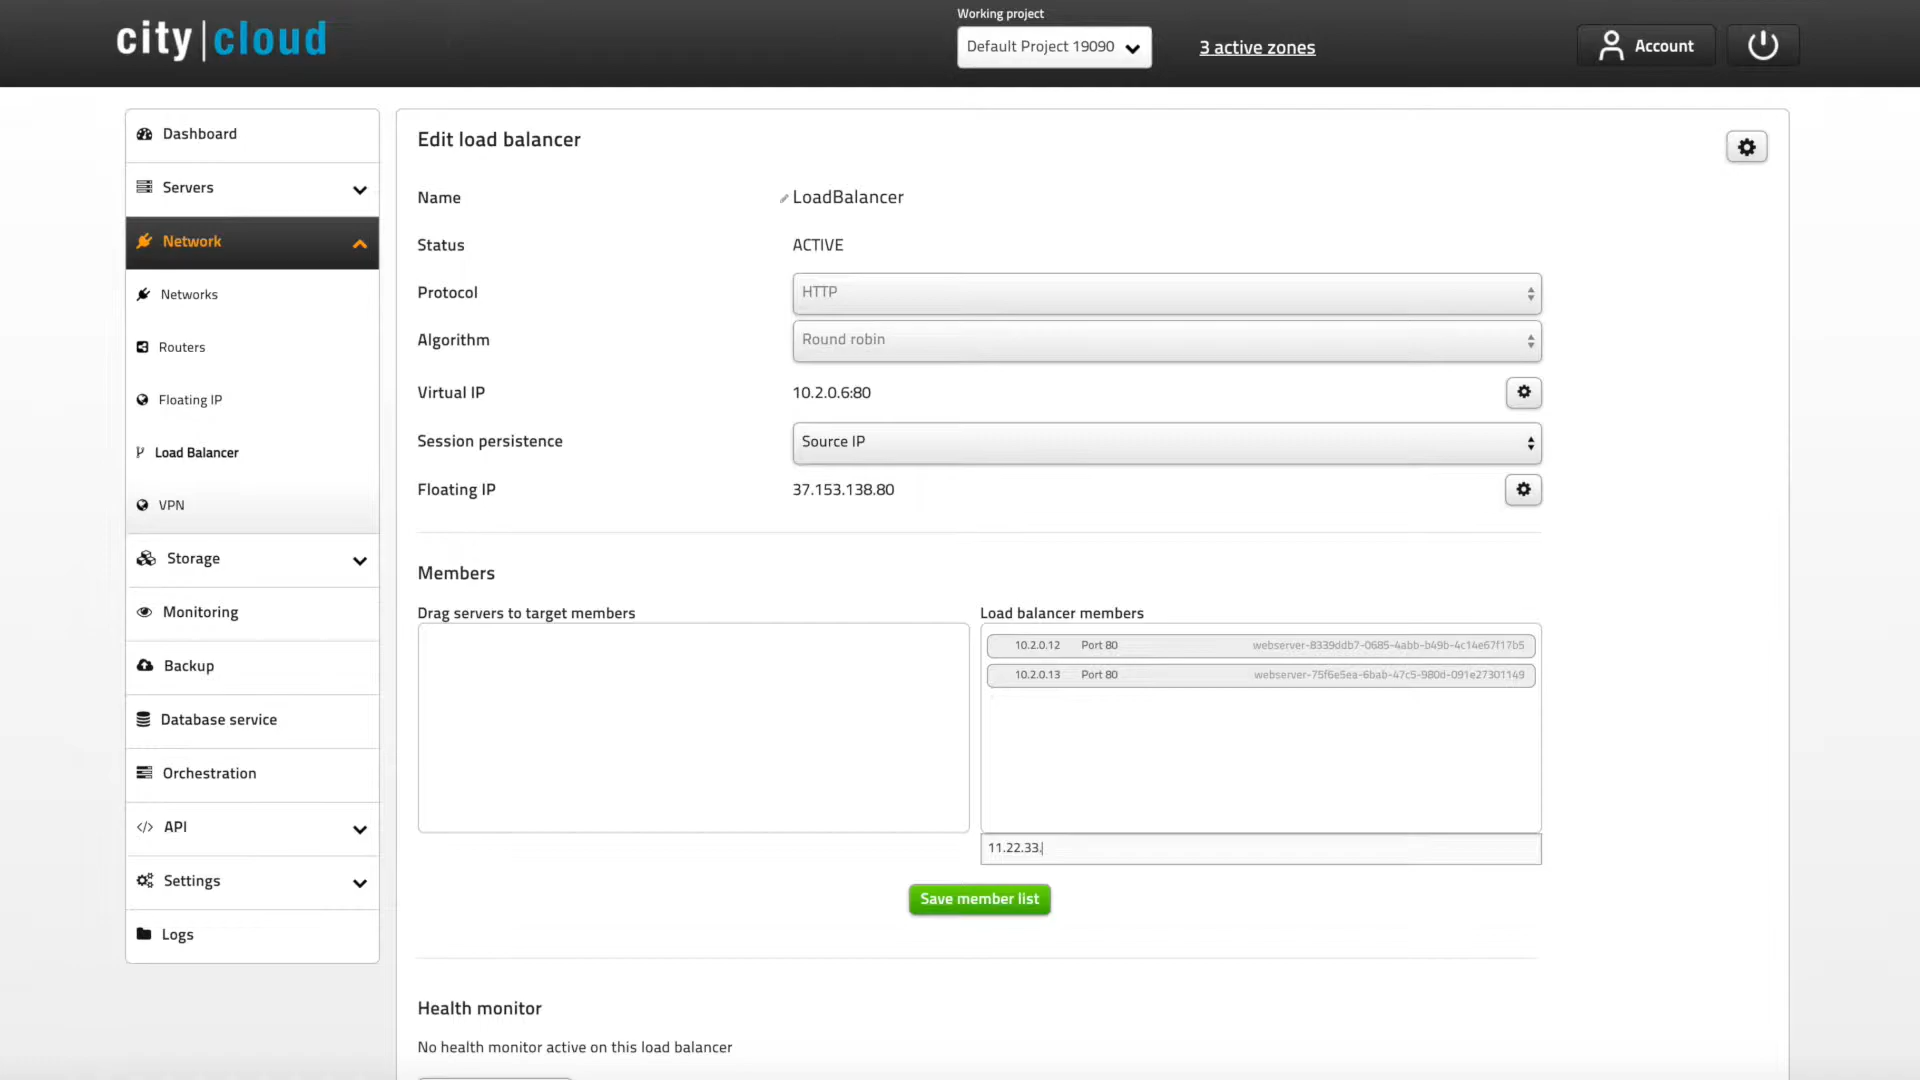 city|cloud
Working project
Default Project 19090
3 active zones
Account
Dashboard
Servers
Network
Networks
Routers
Floating IP
Load Balancer
VPN
Storage
Monitoring
Backup
Database service
Orchestration
API
Settings
Logs
Edit load balancer
Name LoadBalancer
Status ACTIVE
Protocol HTTP
Algorithm Round robin
Virtual IP 10.2.0.6:80
Session persistence Source IP
Floating IP 37.153.138.80
Members
Drag servers to target members
Load balancer members
10.2.0.12 Port 80 webserver-8339ddb7-0685-4abb-b49b-4c14e67f17b5
10.2.0.13 Port 80 webserver-75f6e5ea-6bab-47c5-980d-091e27301149
11.22.33.
Save member list
Health monitor
No health monitor active on this load balancer